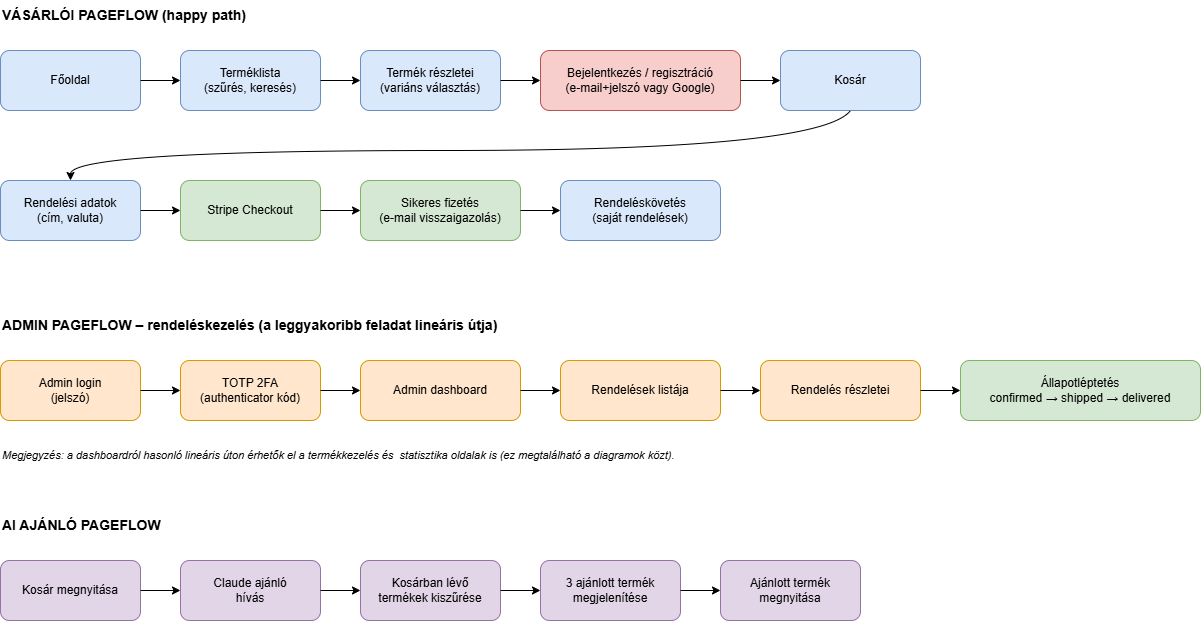 VÁSÁRLÓI PAGEFLOW (happy path)
Főoldal
Terméklista
(szűrés, keresés)
Termék részletei
(variáns választás)
Bejelentkezés / regisztráció
(e-mail+jelszó vagy Google)
Kosár
Rendelési adatok
(cím, valuta)
Stripe Checkout
Sikeres fizetés
(e-mail visszaigazolás)
Rendeléskövetés
(saját rendelések)
ADMIN PAGEFLOW – rendeléskezelés (a leggyakoribb feladat lineáris útja)
Admin login
(jelszó)
TOTP 2FA
(authenticator kód)
Admin dashboard
Rendelések listája
Rendelés részletei
Állapotléptetés
confirmed → shipped → delivered
Megjegyzés: a dashboardról hasonló lineáris úton érhetők el a termékkezelés és  statisztika oldalak is (ez megtalálható a diagramok közt).
AI AJÁNLÓ PAGEFLOW
Kosár megnyitása
Claude ajánló
hívás
Kosárban lévő
termékek kiszűrése
3 ajánlott termék
megjelenítése
Ajánlott termék
megnyitása